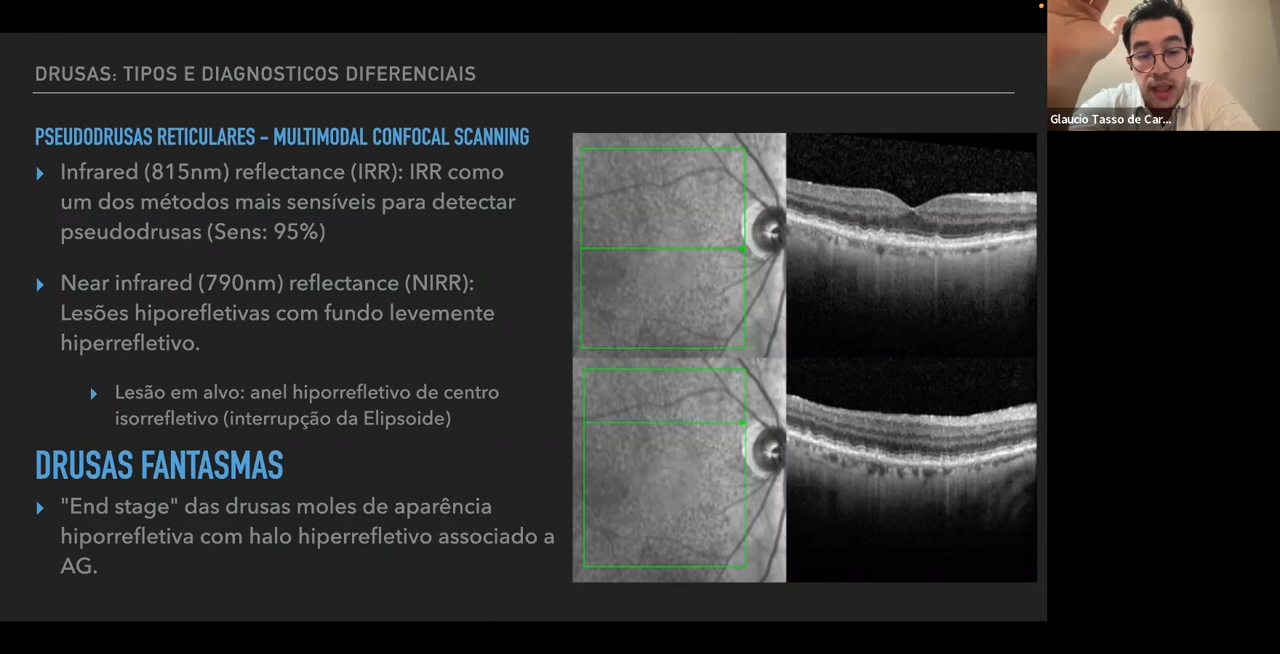 DRUSAS: TIPOS E DIAGNOSTICOS DIFERENCIAIS
PSEUDODRUSAS RETICULARES - MULTIMODAL CONFOCAL SCANNING
Infrared (815nm) reflectance (IRR): IRR como
um dos métodos mais sensíveis para detectar
pseudodrusas (Sens: 95%)
Near infrared (790nm) reflectance (NIRR):
Lesões hiporefletivas com fundo levemente
hiperrefletivo.
Lesão em alvo: anel hiporrefletivo de centro
isorrefletivo (interrupção da Elipsoide)
DRUSAS FANTASMAS
"End stage" das drusas moles de aparência
hiporrefletiva com halo hiperrefletivo associado a
AG.
Glaucio Tasso de Car...